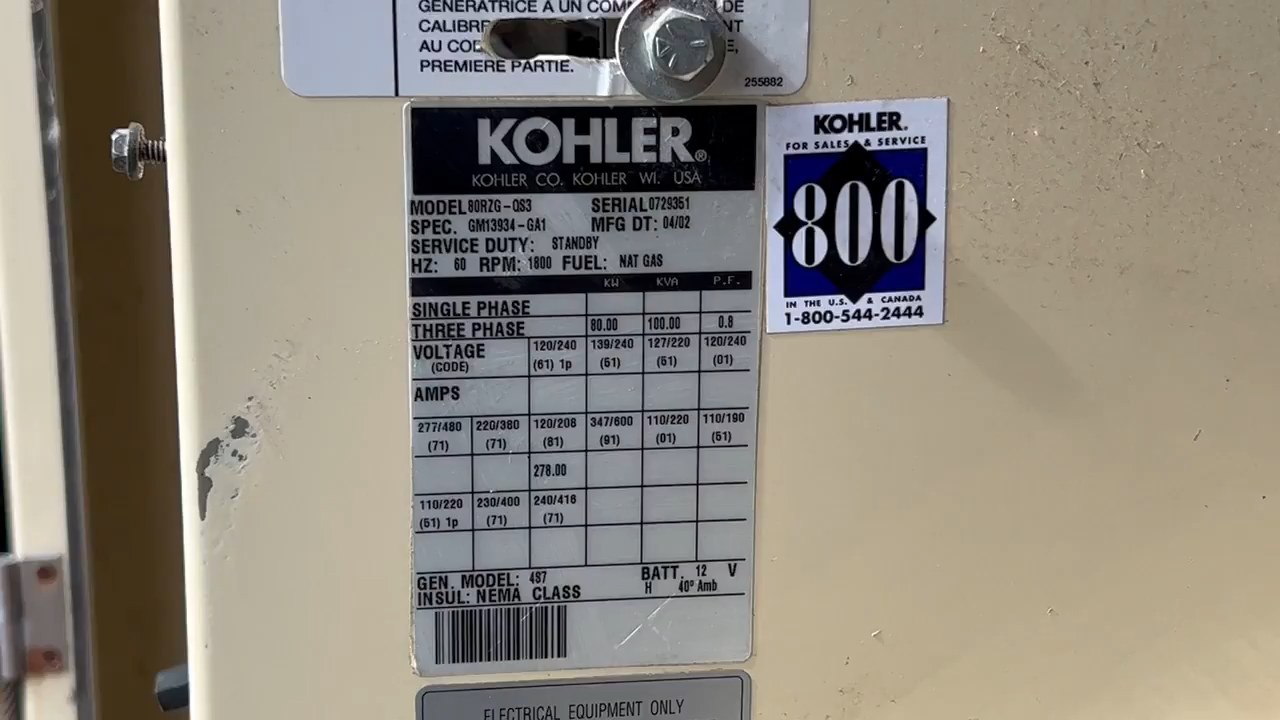 GENERATRICE A UN COM DE
CALIBR NT
AU COD E,
PREMIERE PARTIE.
255882
KOHLER®
KOHLER CO. KOHLER WI. USA
MODEL 80RZG-QS3 SERIAL 0729351
SPEC. GM13934-GA1 MFG DT: 04/02
SERVICE DUTY: STANDBY
HZ: 60 RPM: 1800 FUEL: NAT GAS
KW KVA P.F.
SINGLE PHASE
THREE PHASE 80.00 100.00 0.8
VOLTAGE 120/240 139/240 127/220 120/240
(CODE) (61) 1p (51) (51) (01)
AMPS
277/480 220/380 120/208 347/600 110/220 110/190
(71) (71) (81) (91) (01) (51)
278.00
110/220 230/400 240/416
(51) 1p (71) (71)
GEN. MODEL: 4S7 BATT. 12 V
INSUL: NEMA CLASS H 40° Amb
ELECTRICAL EQUIPMENT ONLY
KOHLER.
FOR SALES & SERVICE
800
IN THE U.S. & CANADA
1-800-544-2444